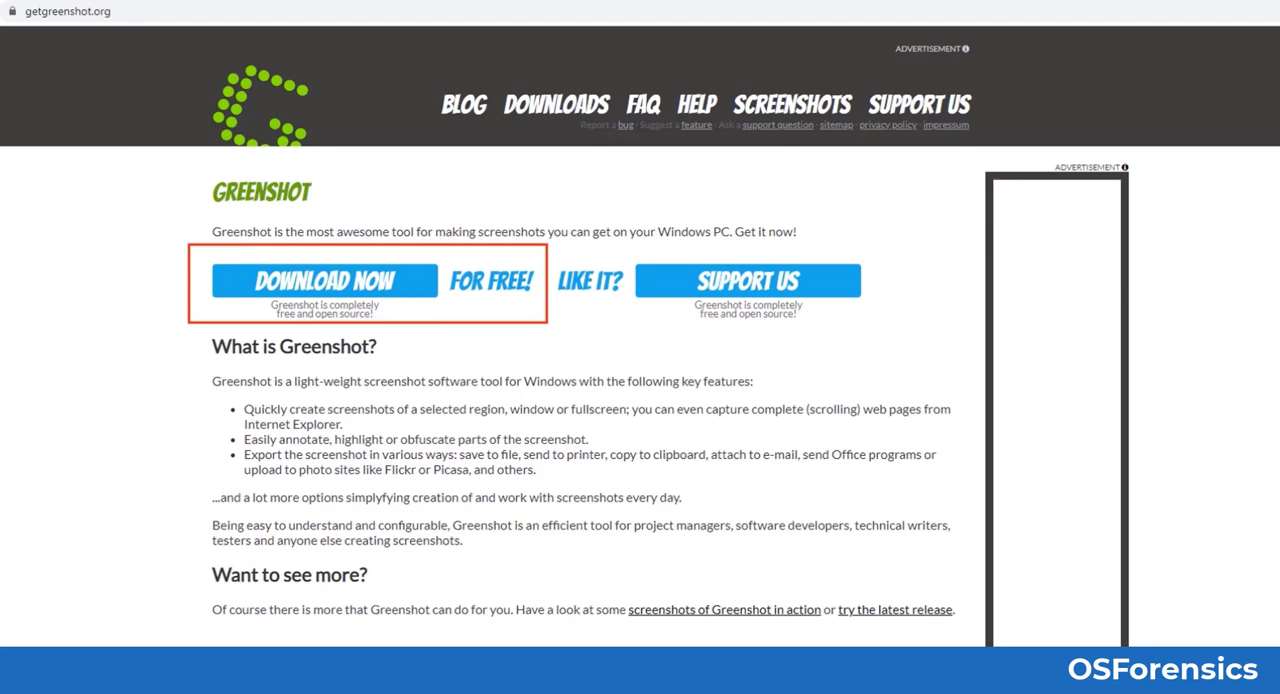 getgreenshot.org
ADVERTISEMENT
BLOG DOWNLOADS FAQ HELP SCREENSHOTS SUPPORT US
Report a bug · Suggest a feature · Ask a support question · sitemap · privacy policy · impressum
ADVERTISEMENT
GREENSHOT
Greenshot is the most awesome tool for making screenshots you can get on your Windows PC. Get it now!
DOWNLOAD NOW FOR FREE! LIKE IT? SUPPORT US
Greenshot is completely
free and open source!
Greenshot is completely
free and open source!
What is Greenshot?
Greenshot is a light-weight screenshot software tool for Windows with the following key features:
• Quickly create screenshots of a selected region, window or fullscreen; you can even capture complete (scrolling) web pages from
Internet Explorer.
• Easily annotate, highlight or obfuscate parts of the screenshot.
• Export the screenshot in various ways: save to file, send to printer, copy to clipboard, attach to e-mail, send Office programs or
upload to photo sites like Flickr or Picasa, and others.
...and a lot more options simplyfying creation of and work with screenshots every day.
Being easy to understand and configurable, Greenshot is an efficient tool for project managers, software developers, technical writers,
testers and anyone else creating screenshots.
Want to see more?
Of course there is more that Greenshot can do for you. Have a look at some screenshots of Greenshot in action or try the latest release.
OSForensics